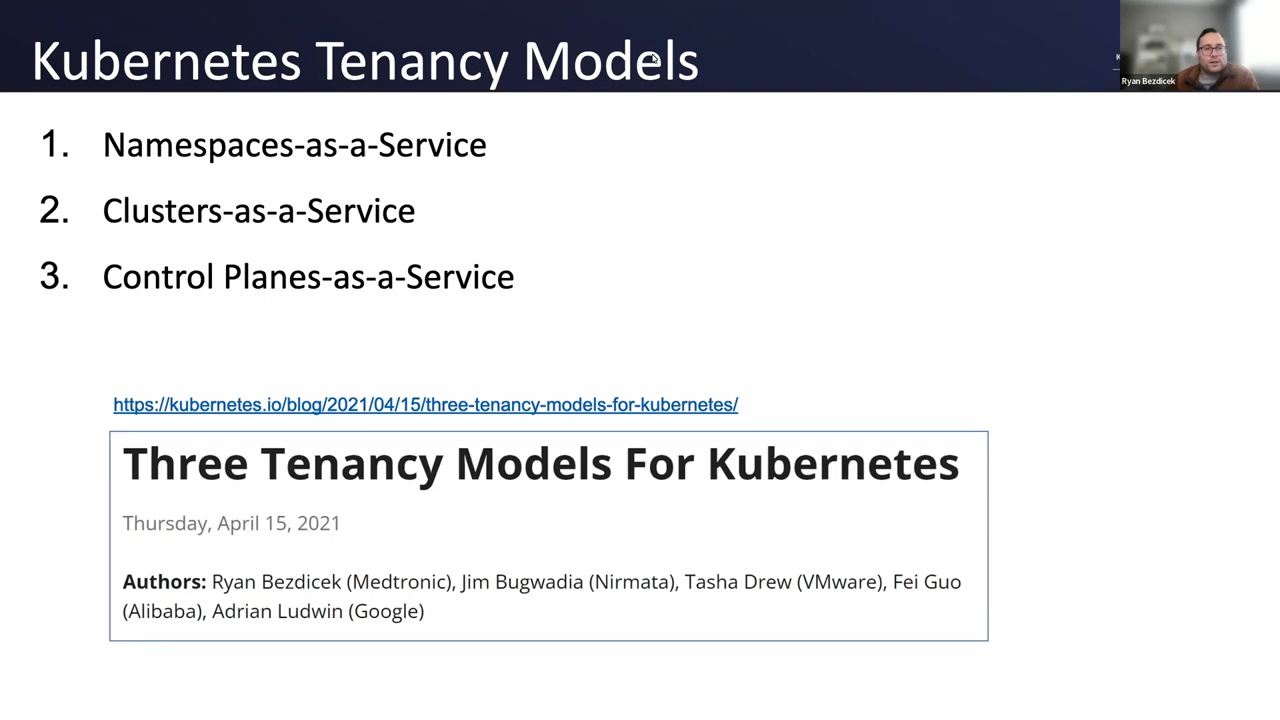 Kubernetes Tenancy Models
Ryan Bezdicek
1. Namespaces-as-a-Service
2. Clusters-as-a-Service
3. Control Planes-as-a-Service
https://kubernetes.io/blog/2021/04/15/three-tenancy-models-for-kubernetes/
Three Tenancy Models For Kubernetes
Thursday, April 15, 2021
Authors: Ryan Bezdicek (Medtronic), Jim Bugwadia (Nirmata), Tasha Drew (VMware), Fei Guo
(Alibaba), Adrian Ludwin (Google)